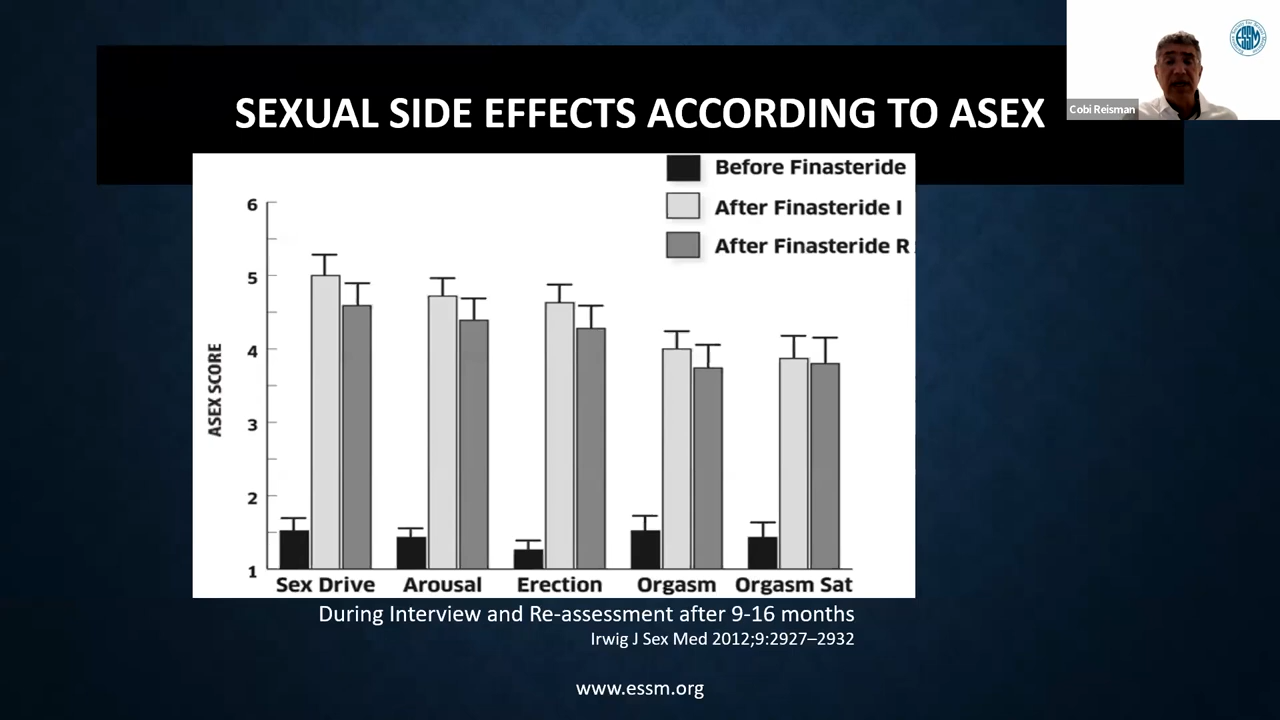 SEXUAL SIDE EFFECTS ACCORDING TO ASEX
ESSM
Cobi Reisman
Before Finasteride
After Finasteride I
After Finasteride R
ASEX SCORE
6
5
4
3
2
1
Sex Drive Arousal Erection Orgasm Orgasm Sat
During Interview and Re-assessment after 9-16 months
Irwig J Sex Med 2012;9:2927–2932
www.essm.org